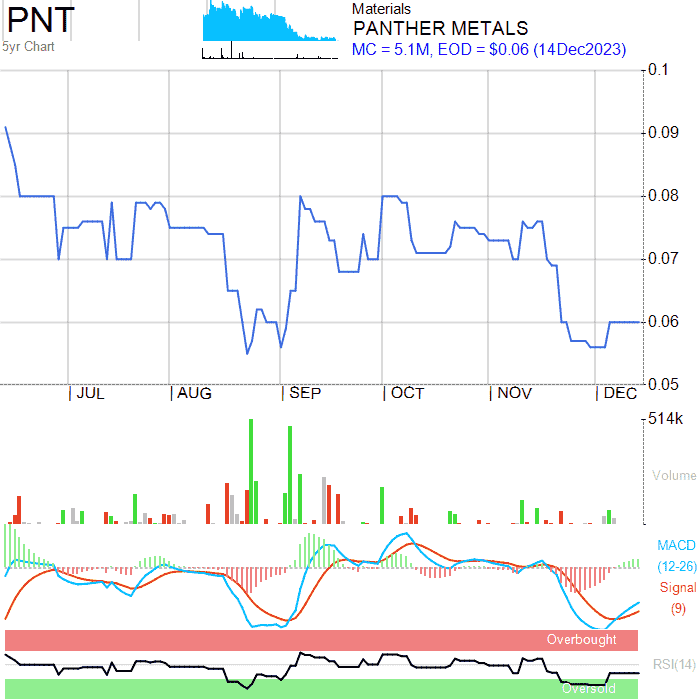 PNT
5yr Chart
Materials
PANTHER METALS
MC = 5.1M, EOD = $0.06 (14Dec2023)
0.1
0.09
0.08
0.07
0.06
0.05
JUL AUG SEP OCT NOV DEC
514k
Volume
MACD
(12-26)
Signal
(9)
Overbought
RSI(14)
Oversold